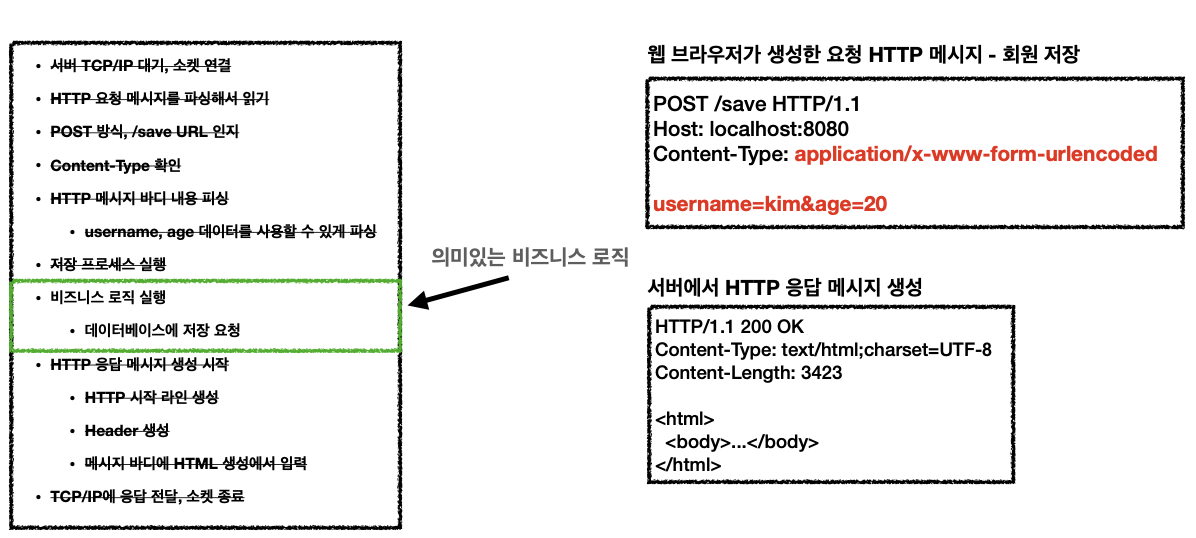 • 서버 TCP/IP 대기, 소켓 연결
• HTTP 요청 메시지를 파싱해서 읽기
• POST 방식, /save URL 인지
• Content-Type 확인
• HTTP 메시지 바디 내용 피싱
• username, age 데이터를 사용할 수 있게 파싱
• 저장 프로세스 실행
• 비즈니스 로직 실행
• 데이터베이스에 저장 요청
• HTTP 응답 메시지 생성 시작
• HTTP 시작 라인 생성
• Header 생성
• 메시지 바디에 HTML 생성에서 입력
• TCP/IP에 응답 전달, 소켓 종료
의미있는 비즈니스 로직
웹 브라우저가 생성한 요청 HTTP 메시지 - 회원 저장
POST /save HTTP/1.1
Host: localhost:8080
Content-Type: application/x-www-form-urlencoded
username=kim&age=20
서버에서 HTTP 응답 메시지 생성
HTTP/1.1 200 OK
Content-Type: text/html;charset=UTF-8
Content-Length: 3423
<html>
<body>...</body>
</html>